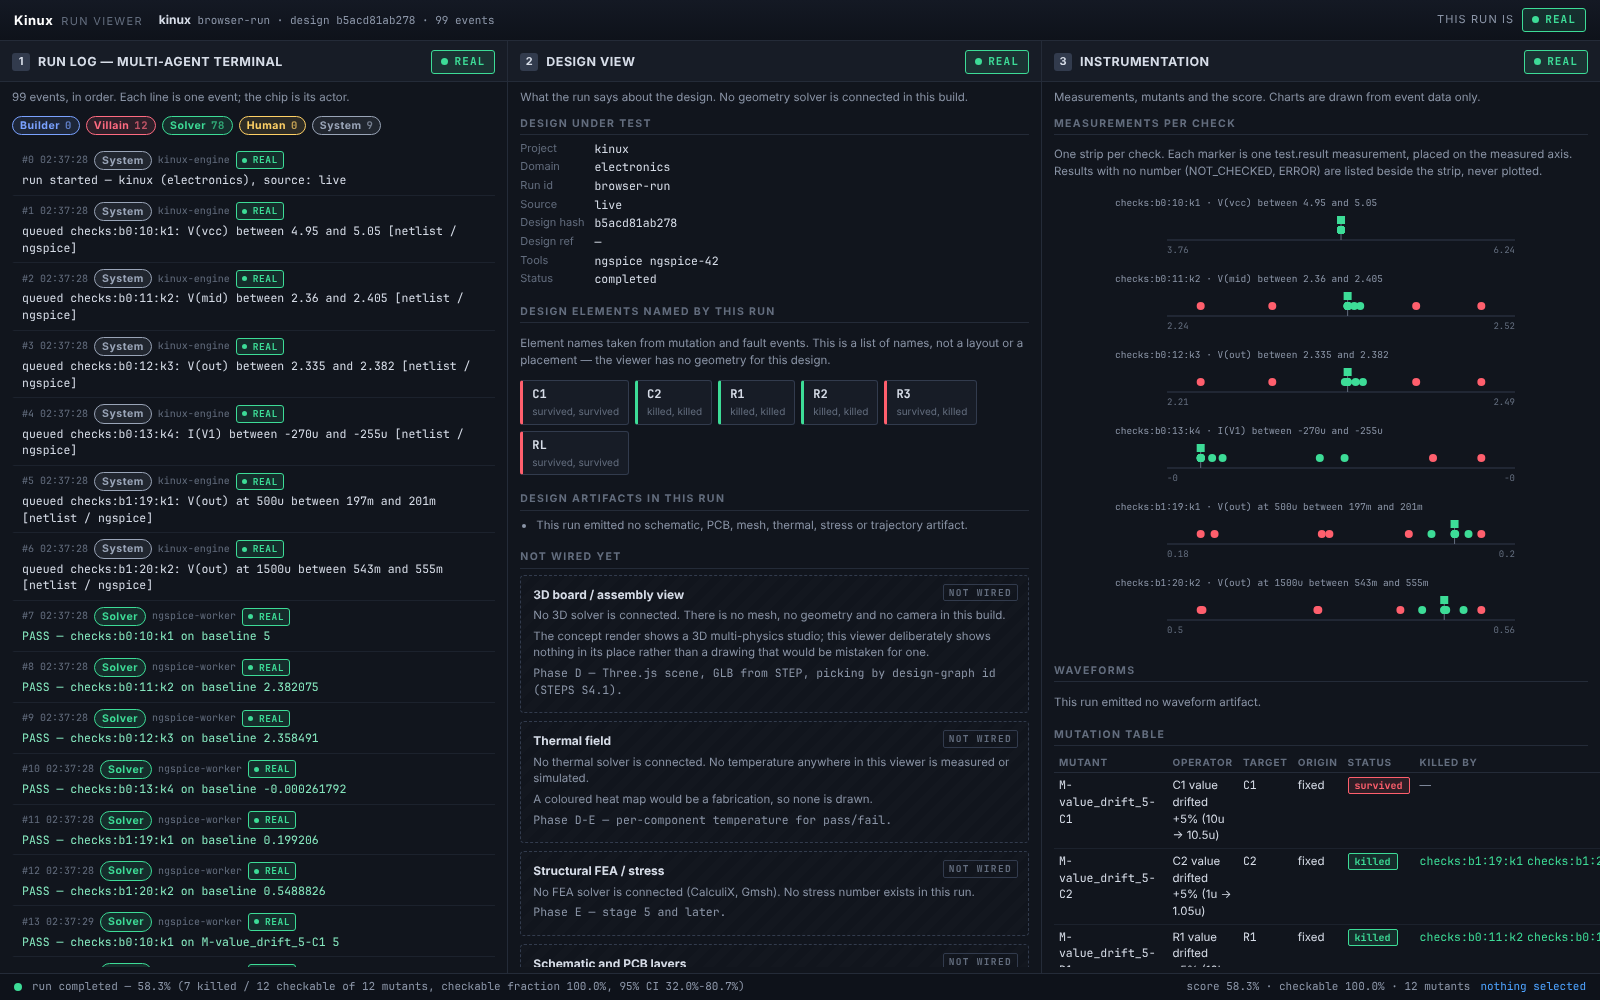 Kinux RUN VIEWER kinux browser-run · design b5acd81ab278 · 99 events THIS RUN IS REAL
1 RUN LOG — MULTI-AGENT TERMINAL REAL
99 events, in order. Each line is one event; the chip is its actor.
Builder 0 Villain 12 Solver 78 Human 0 System 9
#0 02:37:28 System kinux-engine REAL
run started — kinux (electronics), source: live
#1 02:37:28 System kinux-engine REAL
queued checks:b0:10:k1: V(vcc) between 4.95 and 5.05 [netlist /
ngspice]
#2 02:37:28 System kinux-engine REAL
queued checks:b0:11:k2: V(mid) between 2.36 and 2.405 [netlist /
ngspice]
#3 02:37:28 System kinux-engine REAL
queued checks:b0:12:k3: V(out) between 2.335 and 2.382 [netlist /
ngspice]
#4 02:37:28 System kinux-engine REAL
queued checks:b0:13:k4: I(V1) between -270u and -255u [netlist /
ngspice]
#5 02:37:28 System kinux-engine REAL
queued checks:b1:19:k1: V(out) at 500u between 197m and 201m
[netlist / ngspice]
#6 02:37:28 System kinux-engine REAL
queued checks:b1:20:k2: V(out) at 1500u between 543m and 555m
[netlist / ngspice]
#7 02:37:28 Solver ngspice-worker REAL
PASS — checks:b0:10:k1 on baseline 5
#8 02:37:28 Solver ngspice-worker REAL
PASS — checks:b0:11:k2 on baseline 2.382075
#9 02:37:28 Solver ngspice-worker REAL
PASS — checks:b0:12:k3 on baseline 2.358491
#10 02:37:28 Solver ngspice-worker REAL
PASS — checks:b0:13:k4 on baseline -0.000261792
#11 02:37:28 Solver ngspice-worker REAL
PASS — checks:b1:19:k1 on baseline 0.199206
#12 02:37:28 Solver ngspice-worker REAL
PASS — checks:b1:20:k2 on baseline 0.5488826
#13 02:37:29 Solver ngspice-worker REAL
PASS — checks:b0:10:k1 on M-value_drift_5-C1 5
2 DESIGN VIEW REAL
What the run says about the design. No geometry solver is connected in this build.
DESIGN UNDER TEST
Project kinux
Domain electronics
Run id browser-run
Source live
Design hash b5acd81ab278
Design ref —
Tools ngspice ngspice-42
Status completed
DESIGN ELEMENTS NAMED BY THIS RUN
Element names taken from mutation and fault events. This is a list of names, not a layout or a
placement — the viewer has no geometry for this design.
C1 C2 R1 R2 R3
survived, survived killed, killed killed, killed killed, killed survived, killed
RL
survived, survived
DESIGN ARTIFACTS IN THIS RUN
• This run emitted no schematic, PCB, mesh, thermal, stress or trajectory artifact.
NOT WIRED YET
3D board / assembly view NOT WIRED
No 3D solver is connected. There is no mesh, no geometry and no camera in this build.
The concept render shows a 3D multi-physics studio; this viewer deliberately shows
nothing in its place rather than a drawing that would be mistaken for one.
Phase D — Three.js scene, GLB from STEP, picking by design-graph id
(STEPS S4.1).
Thermal field NOT WIRED
No thermal solver is connected. No temperature anywhere in this viewer is measured or
simulated.
A coloured heat map would be a fabrication, so none is drawn.
Phase D-E — per-component temperature for pass/fail.
Structural FEA / stress NOT WIRED
No FEA solver is connected (CalculiX, Gmsh). No stress number exists in this run.
Phase E — stage 5 and later.
Schematic and PCB layers NOT WIRED
3 INSTRUMENTATION REAL
Measurements, mutants and the score. Charts are drawn from event data only.
MEASUREMENTS PER CHECK
One strip per check. Each marker is one test.result measurement, placed on the measured axis.
Results with no number (NOT_CHECKED, ERROR) are listed beside the strip, never plotted.
checks:b0:10:k1 · V(vcc) between 4.95 and 5.05
3.76 6.24
checks:b0:11:k2 · V(mid) between 2.36 and 2.405
2.24 2.52
checks:b0:12:k3 · V(out) between 2.335 and 2.382
2.21 2.49
checks:b0:13:k4 · I(V1) between -270u and -255u
-0 -0
checks:b1:19:k1 · V(out) at 500u between 197m and 201m
0.18 0.2
checks:b1:20:k2 · V(out) at 1500u between 543m and 555m
0.5 0.56
WAVEFORMS
This run emitted no waveform artifact.
MUTATION TABLE
MUTANT OPERATOR TARGET ORIGIN STATUS KILLED BY
M- C1 value C1 fixed survived —
value_drift_5- drifted
C1 +5% (10u
→ 10.5u)
M- C2 value C2 fixed killed checks:b1:19:k1 checks:b1:2
value_drift_5- drifted
C2 +5% (1u →
1.05u)
M- R1 value R1 fixed killed checks:b0:11:k2 checks:b0:1
value_drift_5- drifted
run completed — 58.3% (7 killed / 12 checkable of 12 mutants, checkable fraction 100.0%, 95% CI 32.0%-80.7%) score 58.3% · checkable 100.0% · 12 mutants nothing selected